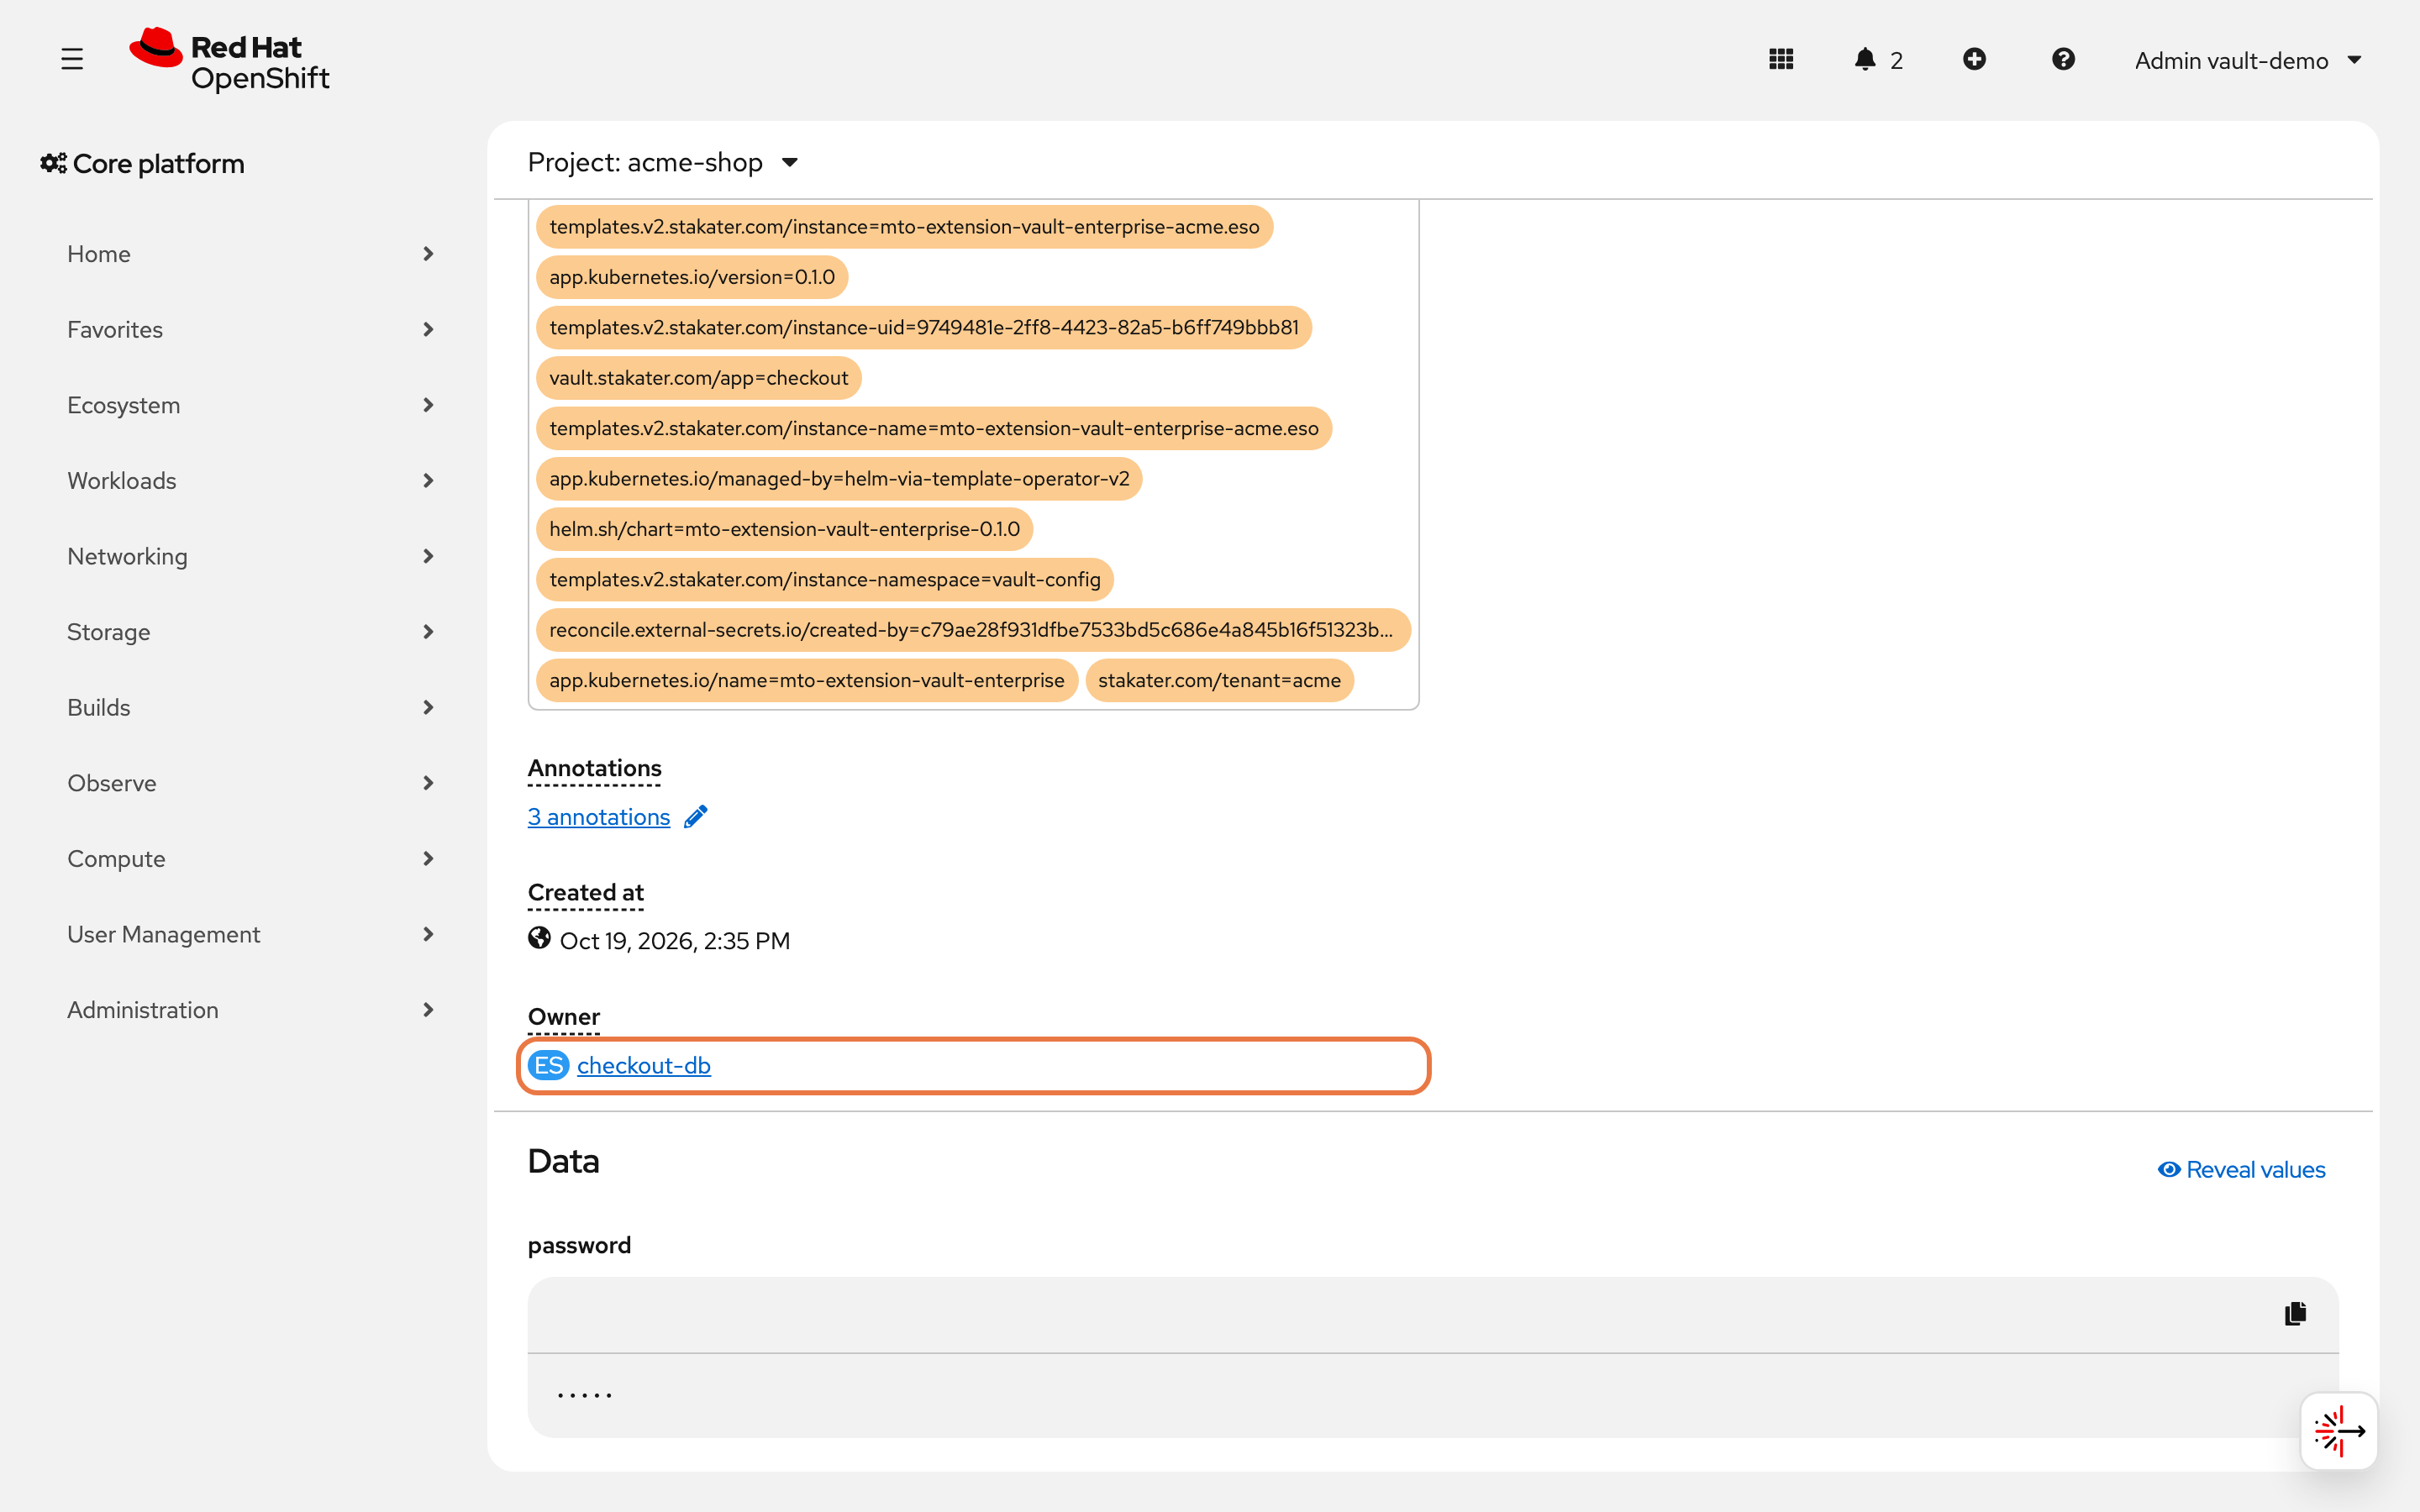 Red Hat
OpenShift
2
Admin vault-demo
Core platform
Home
Favorites
Ecosystem
Workloads
Networking
Storage
Builds
Observe
Compute
User Management
Administration
Project: acme-shop
templates.v2.stakater.com/instance=mto-extension-vault-enterprise-acme.eso
app.kubernetes.io/version=0.1.0
templates.v2.stakater.com/instance-uid=9749481e-2ff8-4423-82a5-b6ff749bbb81
vault.stakater.com/app=checkout
templates.v2.stakater.com/instance-name=mto-extension-vault-enterprise-acme.eso
app.kubernetes.io/managed-by=helm-via-template-operator-v2
helm.sh/chart=mto-extension-vault-enterprise-0.1.0
templates.v2.stakater.com/instance-namespace=vault-config
reconcile.external-secrets.io/created-by=c79ae28f931dfbe7533bd5c686e4a845b16f51323b...
app.kubernetes.io/name=mto-extension-vault-enterprise stakater.com/tenant=acme
Annotations
3 annotations
Created at
Oct 19, 2026, 2:35 PM
Owner
ES checkout-db
Data
Reveal values
password
.....